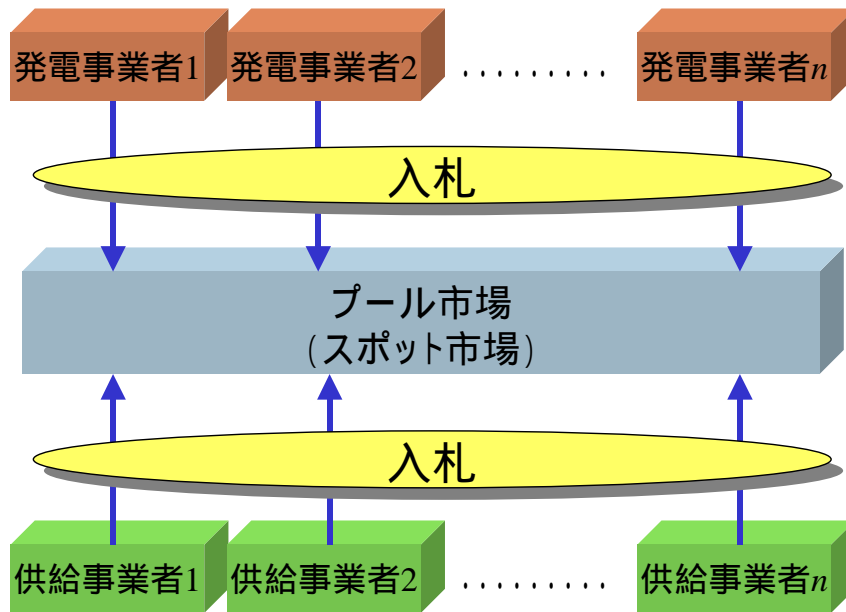 発電事業者1 発電事業者2 ……… 発電事業者n
入札
プール市場
(スポット市場)
入札
供給事業者1 供給事業者2 ……… 供給事業者n